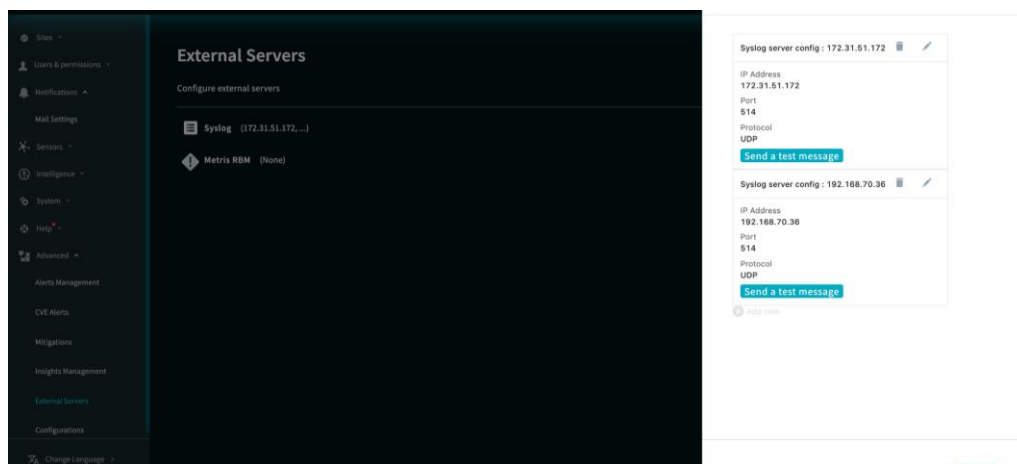 Sites
Users & permissions
Notifications
Mail Settings
Sensors
Intelligence
System
Help
Advanced
Alerts Management
CVE Alerts
Mitigations
Insights Management
External Servers
Configurations
Change Language
External Servers
Configure external servers
Syslog (172.31.51.172, ...)
Metris RBM (None)
Syslog server config : 172.31.51.172
IP Address
172.31.51.172
Port
514
Protocol
UDP
Send a test message
Syslog server config : 192.168.70.36
IP Address
192.168.70.36
Port
514
Protocol
UDP
Send a test message
Add new